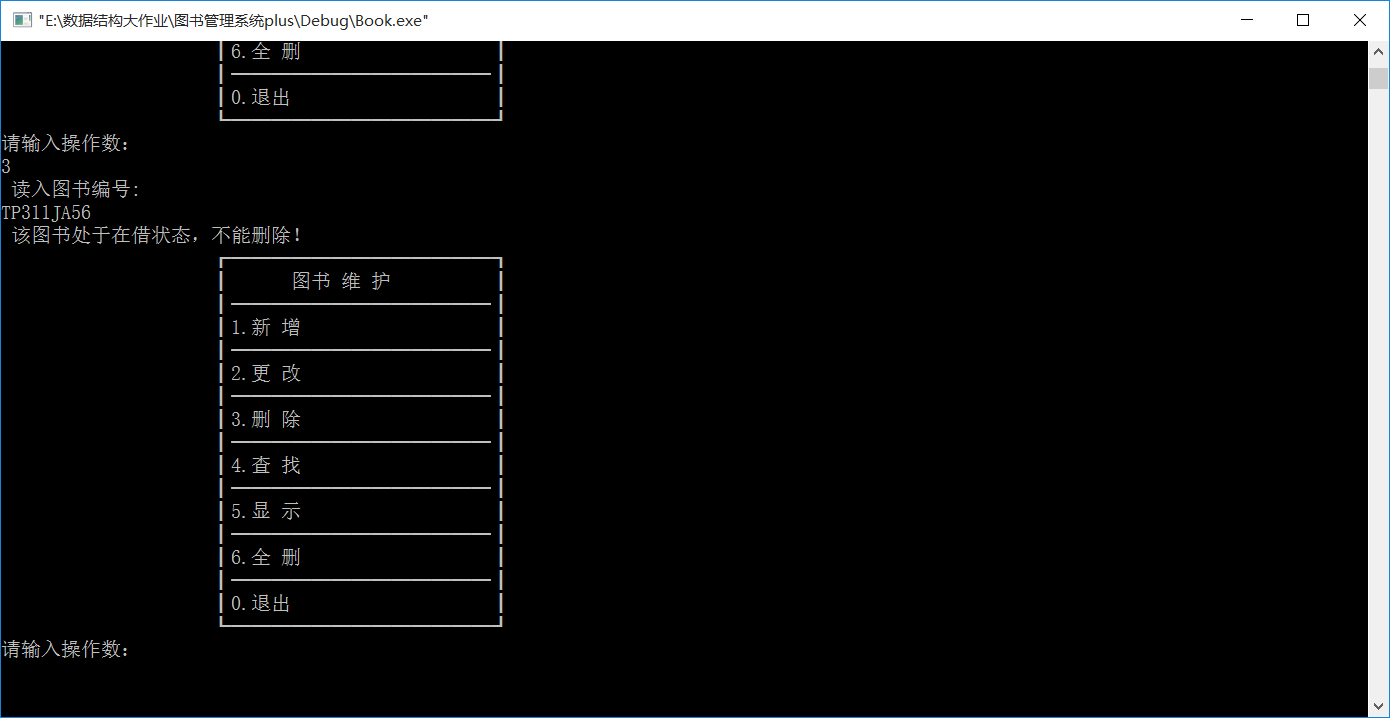 "E:\数据结构大作业\图书管理系统plus\Debug\Book.exe"
6.全 删
0.退出
请输入操作数:
3
读入图书编号:
TP311JA56
该图书处于在借状态，不能删除!
图书 维 护
1.新 增
2.更 改
3.删 除
4.查 找
5.显 示
6.全 删
0.退出
请输入操作数: